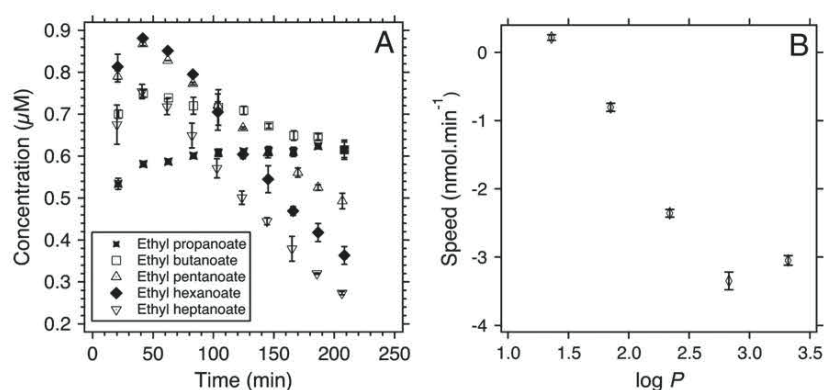 A
Concentration (µM)
0.9
0.8
0.7
0.6
0.5
0.4
0.3
0.2
Ethyl propanoate
Ethyl butanoate
Ethyl pentanoate
Ethyl hexanoate
Ethyl heptanoate
0 50 100 150 200 250
Time (min)
B
Speed (nmol.min⁻¹)
0
-1
-2
-3
-4
1.0 1.5 2.0 2.5 3.0 3.5
log P